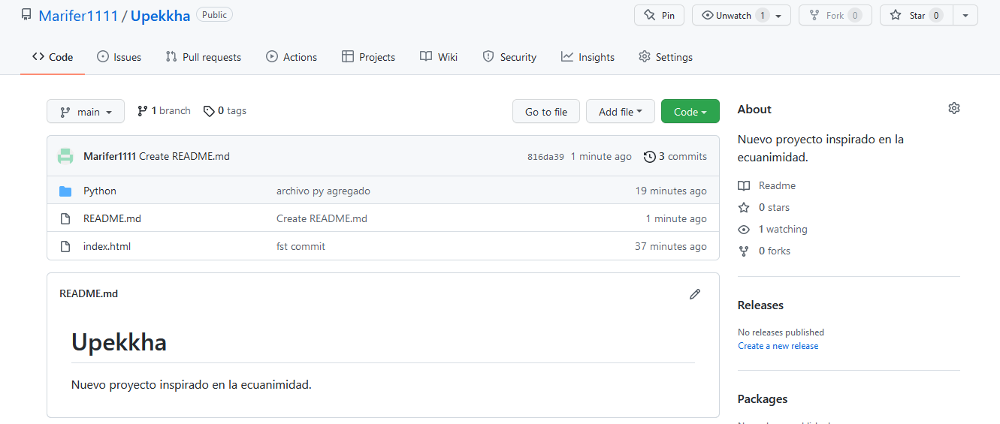 Marifer1111 / Upekkha Public Pin Unwatch 1 Fork 0 Star 0
Code Issues Pull requests Actions Projects Wiki Security Insights Settings
main 1 branch 0 tags Go to file Add file Code
Marifer1111 Create README.md 816da39 1 minute ago 3 commits
Python archivo py agregado 19 minutes ago
README.md Create README.md 1 minute ago
index.html fst commit 37 minutes ago
README.md
Upekkha
Nuevo proyecto inspirado en la ecuanimidad.
About
Nuevo proyecto inspirado en la
ecuanimidad.
Readme
0 stars
1 watching
0 forks
Releases
No releases published
Create a new release
Packages